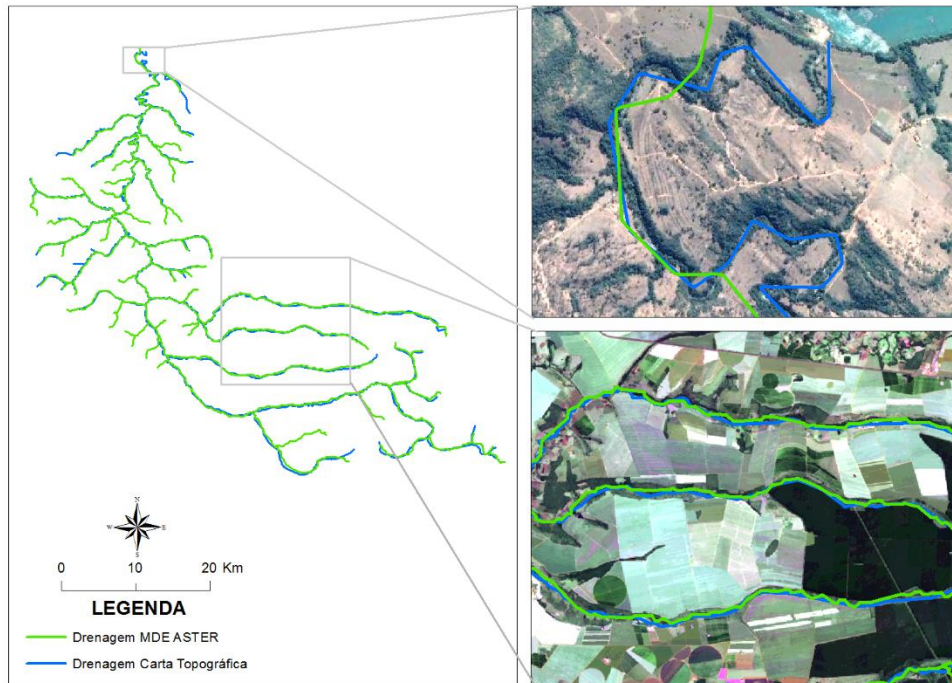 N
W E
S
0 10 20 Km
LEGENDA
Drenagem MDE ASTER
Drenagem Carta Topográfica